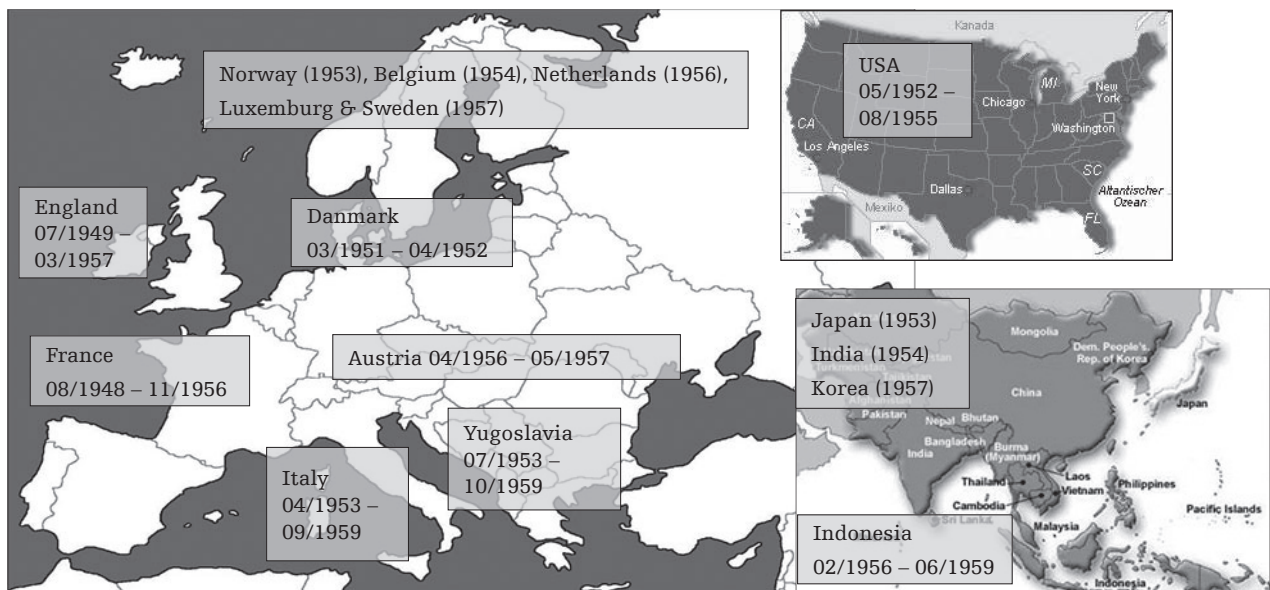 Norway (1953), Belgium (1954), Netherlands (1956),
Luxemburg & Sweden (1957)
England
07/1949 –
03/1957
Danmark
03/1951 – 04/1952
France
08/1948 – 11/1956
Austria 04/1956 – 05/1957
Yugoslavia
07/1953 –
10/1959
Italy
04/1953 –
09/1959
Kanada
USA
05/1952 –
08/1955
MI
Chicago
New
York
Washington
CA
Los Angeles
SC
Dallas
Altantischer
Ozean
Mexiko
FL
Japan (1953)
India (1954)
Korea (1957)
Mongolia
Dem. People's
Rep. of Korea
China
Japan
Afghanistan
Pakistan
Nepal
Bhutan
Bangladesh
India
Burma
(Myanmar)
Laos
Thailand
Vietnam
Philippines
Cambodia
Pacific Islands
Sri Lanka
Malaysia
Indonesia
02/1956 – 06/1959
Indonesia